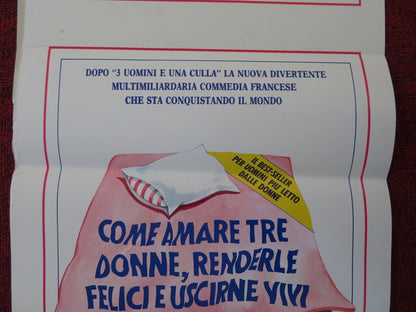 DOPO "3 UOMINI E UNA CULLA" LA NUOVA DIVERTENTE
MULTIMILIARDARIA COMMEDIA FRANCESE
CHE STA CONQUISTANDO IL MONDO
IL BEST-SELLER
PER UOMINI PIU' LETTO
DALLE DONNE
COME AMARE TRE
DONNE, RENDERLE
FELICI E USCIRNE VIVI